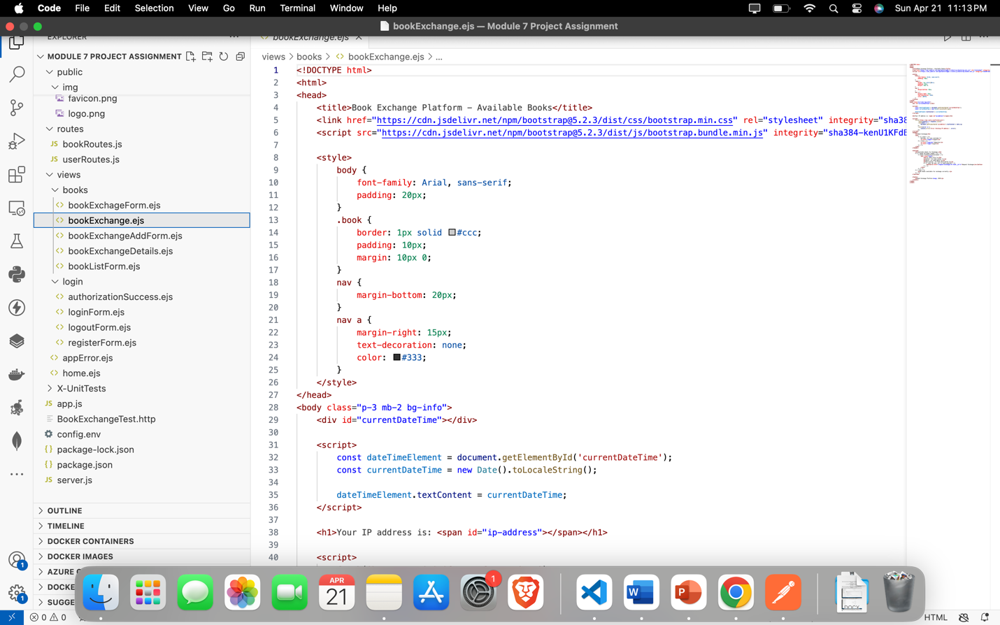 Code File Edit Selection View Go Run Terminal Window Help Sun Apr 21 11:13 PM
bookExchange.ejs — Module 7 Project Assignment
EXPLORER
bookExchange.ejs
MODULE 7 PROJECT ASSIGNMENT
public
img
favicon.png
logo.png
routes
JS bookRoutes.js
JS userRoutes.js
views
books
bookExchageForm.ejs
bookExchange.ejs
bookExchangeAddForm.ejs
bookExchangeDetails.ejs
bookListForm.ejs
login
authorizationSuccess.ejs
loginForm.ejs
logoutForm.ejs
registerForm.ejs
appError.ejs
home.ejs
X-UnitTests
JS app.js
BookExchangeTest.http
config.env
{} package-lock.json
{} package.json
JS server.js
OUTLINE
TIMELINE
DOCKER CONTAINERS
DOCKER IMAGES
AZURE
DOCKE
SUGGE
1
1
views > books > <> bookExchange.ejs > ...
1 <!DOCTYPE html>
2 <html>
3 <head>
4 <title>Book Exchange Platform - Available Books</title>
5 <link href="https://cdn.jsdelivr.net/npm/bootstrap@5.2.3/dist/css/bootstrap.min.css" rel="stylesheet" integrity="sha38
6 <script src="https://cdn.jsdelivr.net/npm/bootstrap@5.2.3/dist/js/bootstrap.bundle.min.js" integrity="sha384-kenU1KFdE
7
8 <style>
9 body {
10 font-family: Arial, sans-serif;
11 padding: 20px;
12 }
13 .book {
14 border: 1px solid #ccc;
15 padding: 10px;
16 margin: 10px 0;
17 }
18 nav {
19 margin-bottom: 20px;
20 }
21 nav a {
22 margin-right: 15px;
23 text-decoration: none;
24 color: #333;
25 }
26 </style>
27 </head>
28 <body class="p-3 mb-2 bg-info">
29 <div id="currentDateTime"></div>
30
31 <script>
32 const dateTimeElement = document.getElementById('currentDateTime');
33 const currentDateTime = new Date().toLocaleString();
34
35 dateTimeElement.textContent = currentDateTime;
36 </script>
37
38 <h1>Your IP address is: <span id="ip-address"></span></h1>
39
40 <script>
APR
21
1
W
P
DOCX
0 0
HTML